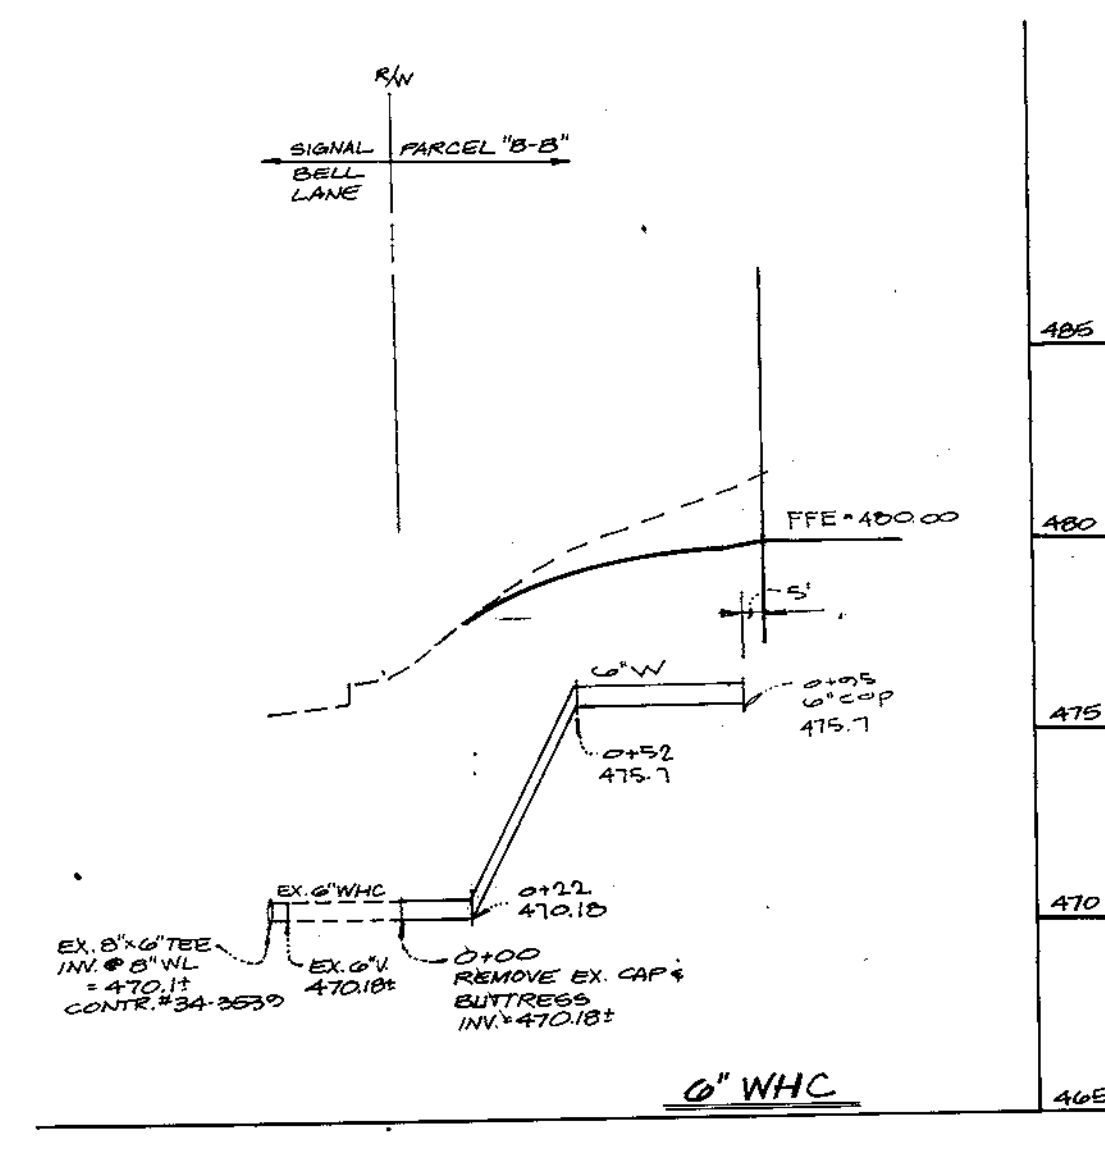 R/W
SIGNAL PARCEL "B-B"
BELL
LANE
485
FFE = 480.00
480
5'
6" W
0+95
6" CAP
475.7
475
0+52
475.7
EX. 6" WHC
0+22
470.18
470
EX. 8"×6" TEE
INV. @ 8" WL
= 470.1±
CONTR. # 34-3539
EX. 6" V.
470.18±
0+00
REMOVE EX. CAP &
BUTTRESS
INV. = 470.18±
6" WHC
465